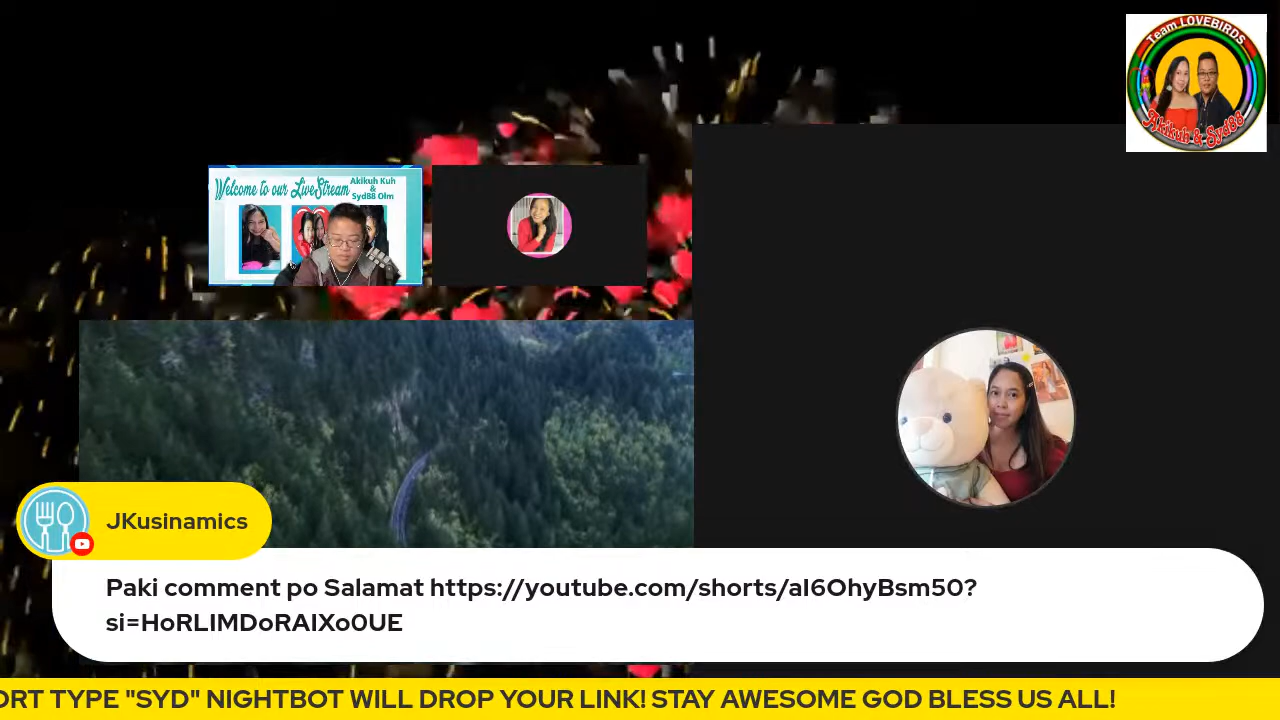 Team LOVEBIRDS
Akikuh & Syd88
Welcome to our LiveStream
Akikuh Kuh
&
Syd88 Olm
JKusinamics
Paki comment po Salamat https://youtube.com/shorts/aI6OhyBsm50?
si=HoRLIMDoRAIXo0UE
ORT TYPE "SYD" NIGHTBOT WILL DROP YOUR LINK! STAY AWESOME GOD BLESS US ALL!